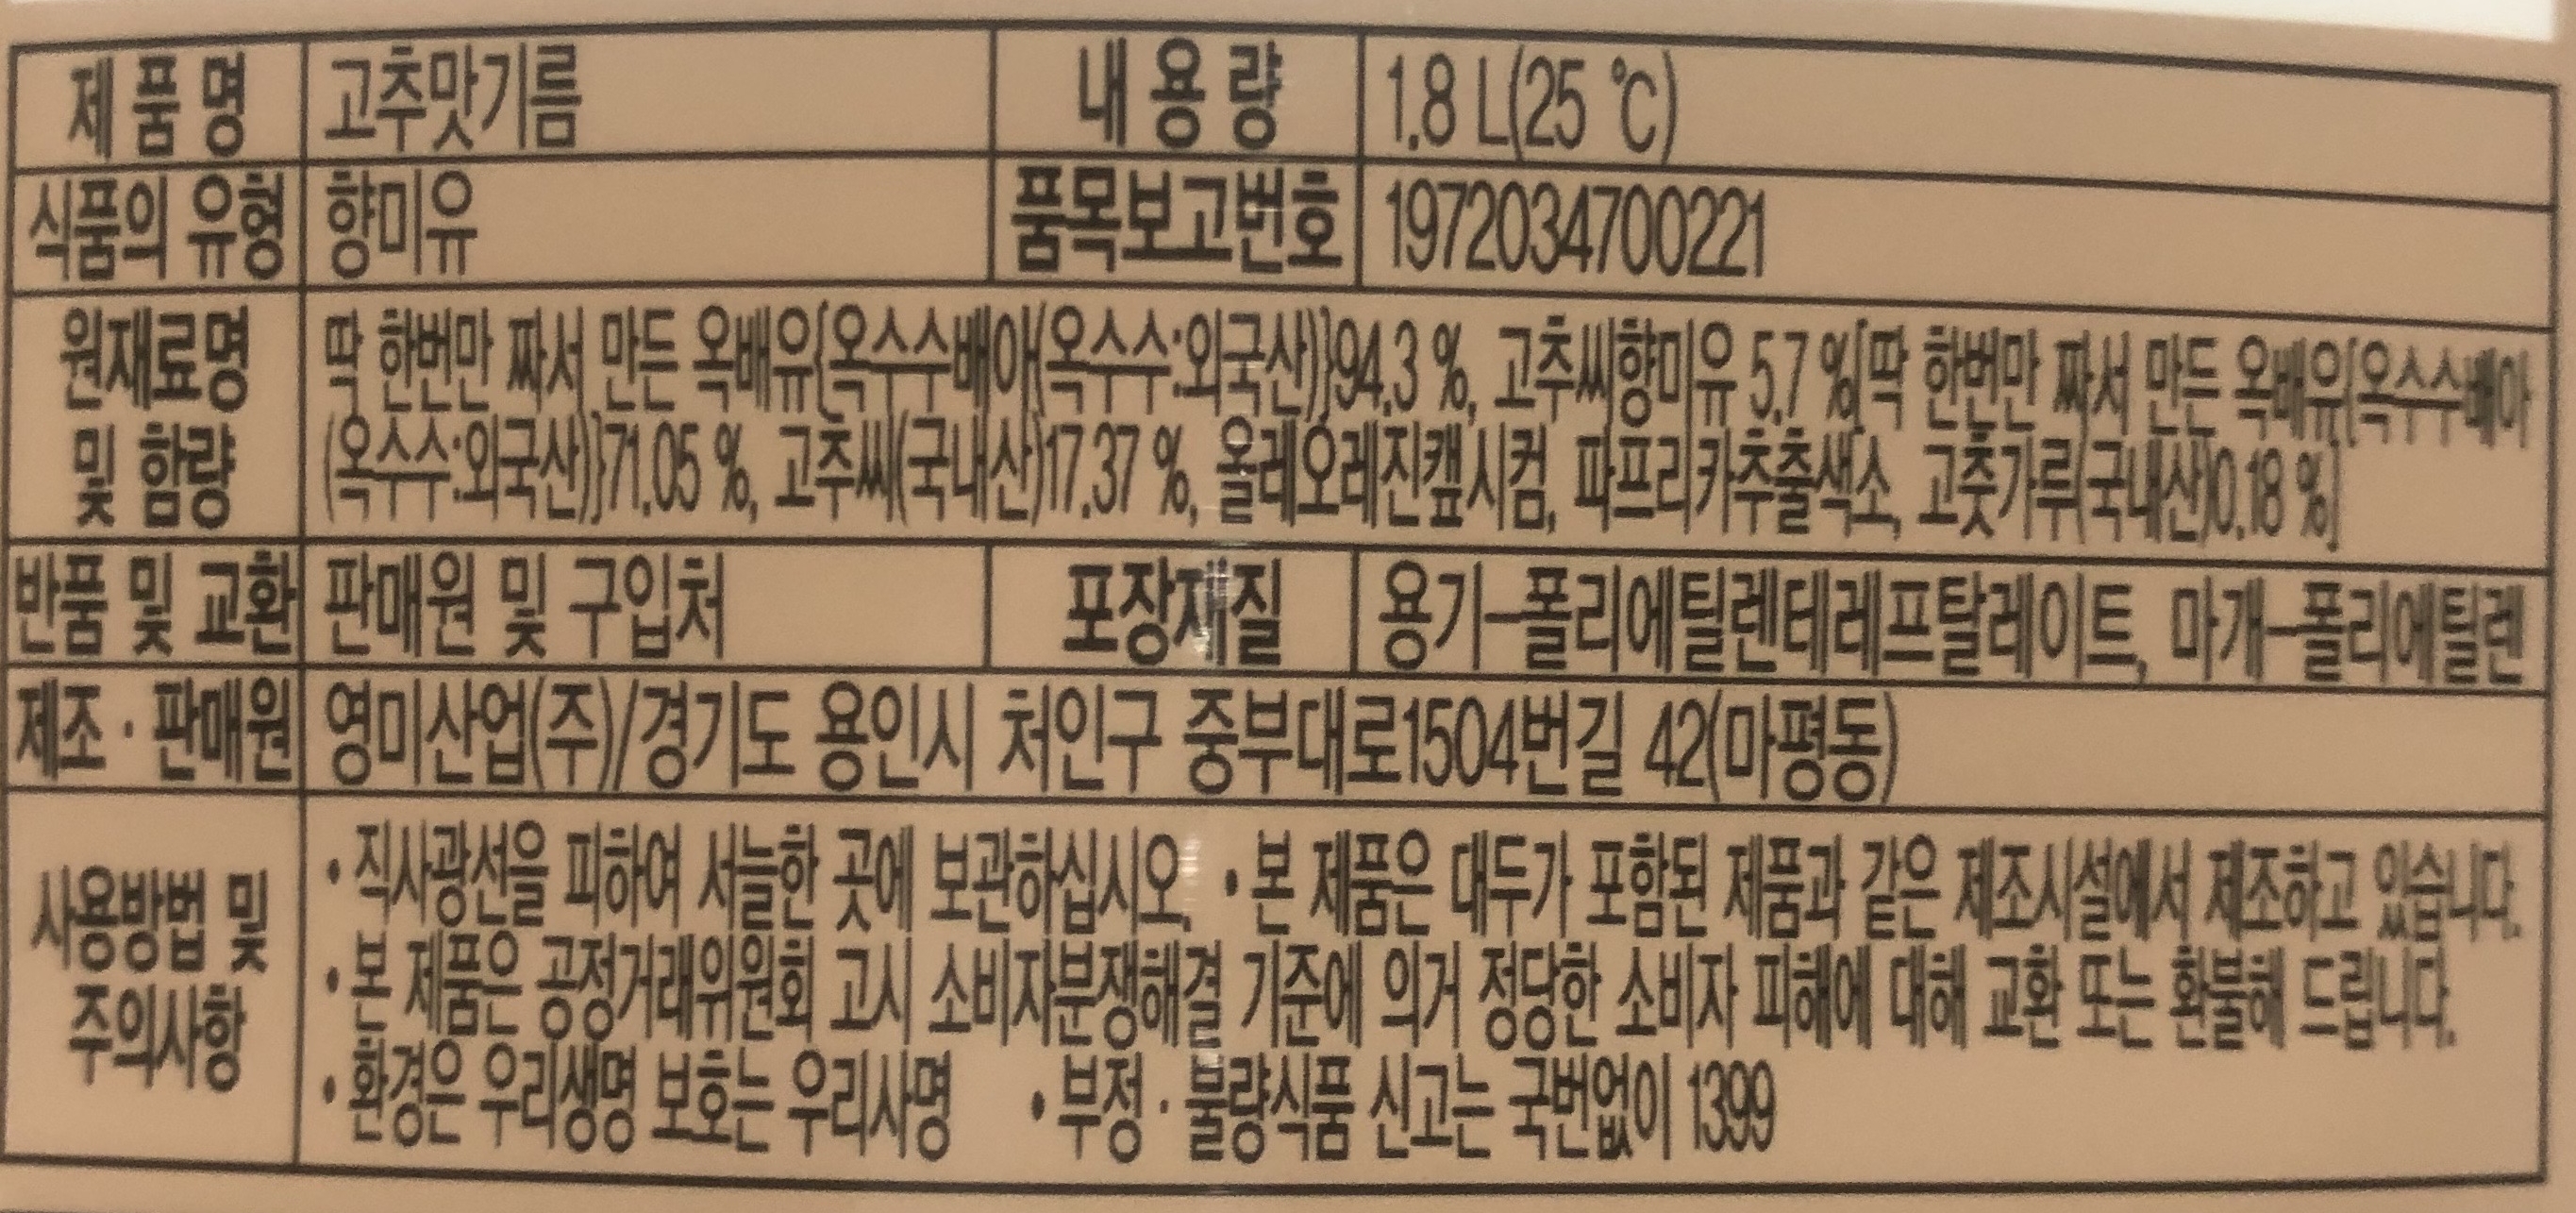 제 품 명 고추맛기름 내 용 량 1.8 L(25 ℃)
식품의 유형 향미유 품목보고번호 1972034700221
원재료명 딱 한번만 짜서 만든 옥배유{옥수수배아(옥수수:외국산)}94.3 %, 고추씨향미유 5.7 %[딱 한번만 짜서 만든 옥배유{옥수수배아
및 함량 (옥수수:외국산)}71.05 %, 고추씨(국내산)17.37 %, 올레오레진캪시컴, 파프리카추출색소, 고춧가루(국내산)0.18 %]
반품 및 교환 판매원 및 구입처 포장재질 용기-폴리에틸렌테레프탈레이트, 마개-폴리에틸렌
제조·판매원 영미산업(주)/경기도 용인시 처인구 중부대로1504번길 42(마평동)
사용방법 및
주의사항
• 직사광선을 피하여 서늘한 곳에 보관하십시오. • 본 제품은 대두가 포함된 제품과 같은 제조시설에서 제조하고 있습니다.
• 본 제품은 공정거래위원회 고시 소비자분쟁해결 기준에 의거 정당한 소비자 피해에 대해 교환 또는 환불해 드립니다.
• 환경은 우리생명 보호는 우리사명 • 부정·불량식품 신고는 국번없이 1399